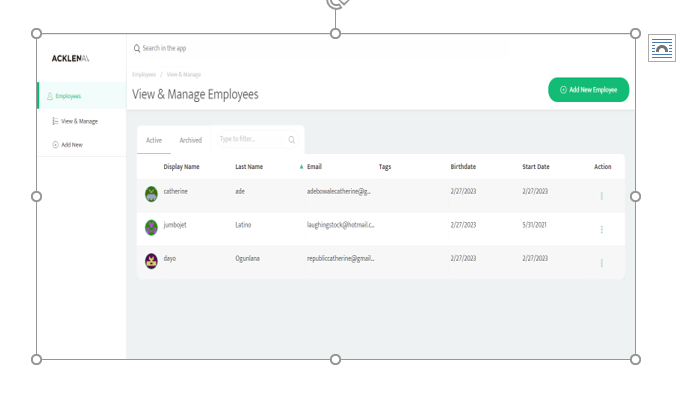 ACKLENAV
Search in the app
Employees / View & Manage
View & Manage Employees
Add New Employee
Employees
View & Manage
Add New
Active Archived Type to filter...
Display Name Last Name Email Tags Birthdate Start Date Action
catherine ade adebowalecatherine@g... 2/27/2023 2/27/2023
jumbojet Latino laughingstock@hotmail.c... 2/27/2023 5/31/2021
dayo Ogunlana republiccatherine@gmail... 2/27/2023 2/27/2023